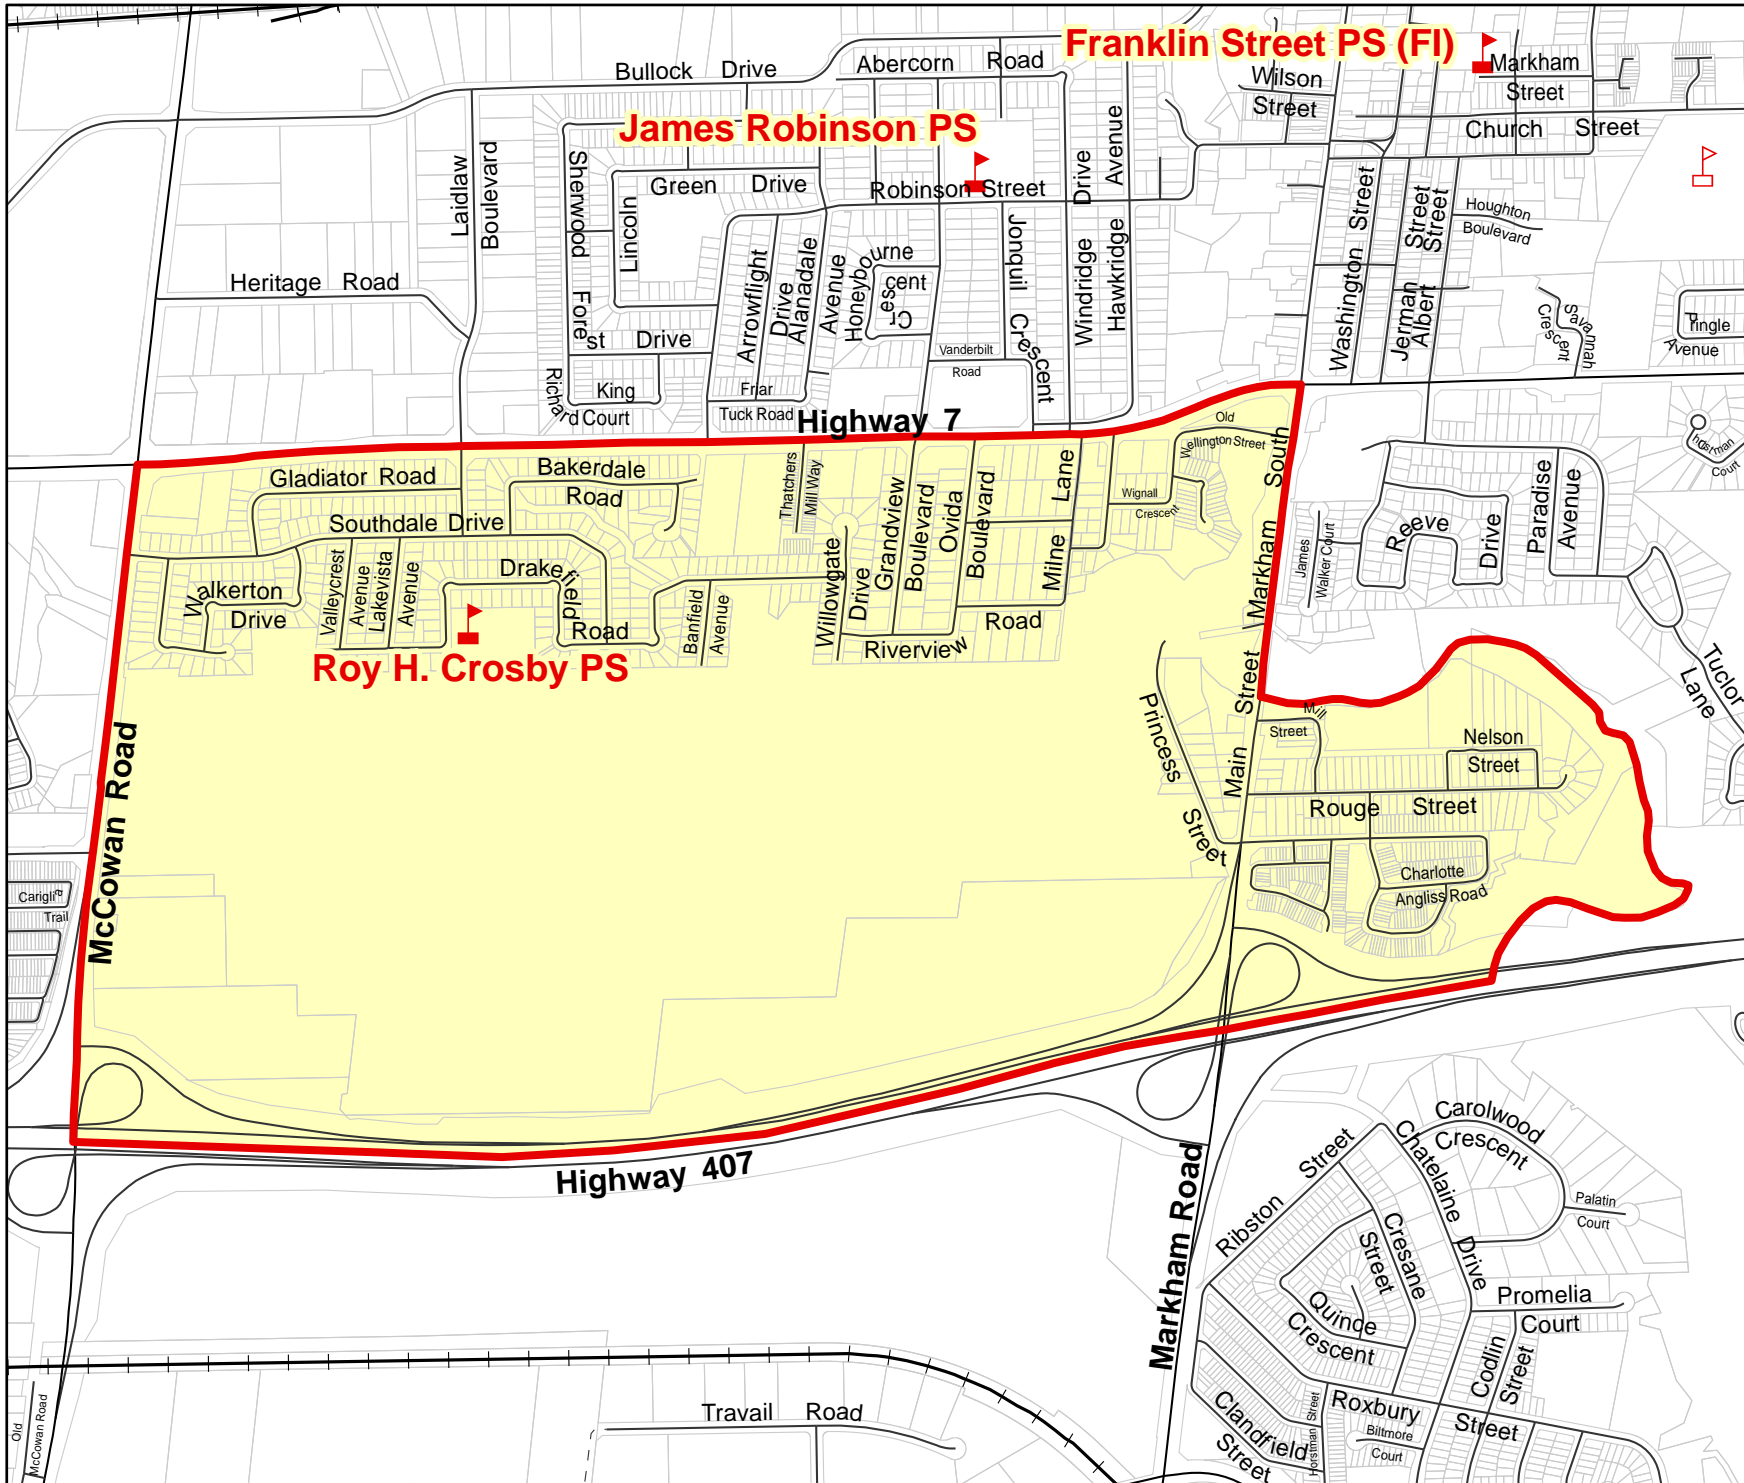 Franklin Street PS (FI)
Bullock Drive
Abercorn Road
Wilson
Street
Markham
Street
Church Street
James Robinson PS
Laidlaw
Boulevard
Sherwood Forest Drive
Lincoln
Green Drive
Robinson Street
Windridge Drive
Hawkridge Avenue
Washington Street
Jerman Street
Albert Street
Houghton
Boulevard
Heritage Road
Arrowflight
Drive
Alanadale
Avenue
Honeybourne
Crescent
Jonquil Crescent
Vanderbilt
Road
Savannah
Crescent
Pringle
Avenue
King
Richard Court
Friar
Tuck Road
Highway 7
Old
Wellington Street
Gladiator Road
Bakerdale
Road
Southdale Drive
Thatchers
Mill Way
Grandview
Boulevard
Ovida
Boulevard
Milne Lane
Wignall
Crescent
Main Street Markham South
James
Walker Court
Reeve
Drive
Paradise
Avenue
Court
Walkerton
Drive
Valleycrest
Avenue
Lakevista
Avenue
Drakefield
Road
Banfield
Avenue
Willowgate
Drive
Riverview
Road
Roy H. Crosby PS
Tuclor
Lane
Princess Street
Mill
Street
Nelson
Street
Rouge Street
Charlotte
Angliss Road
McCowan Road
Cariglia
Trail
Highway 407
Markham Road
Carolwood
Crescent
Chatelaine Drive
Palatin
Court
Ribston Street
Cresane
Street
Quince
Crescent
Promelia
Court
Codlin
Street
Roxbury Street
Biltmore
Court
Horstman Street
Clandfield
Street
Travail Road
Old
McCowan Road